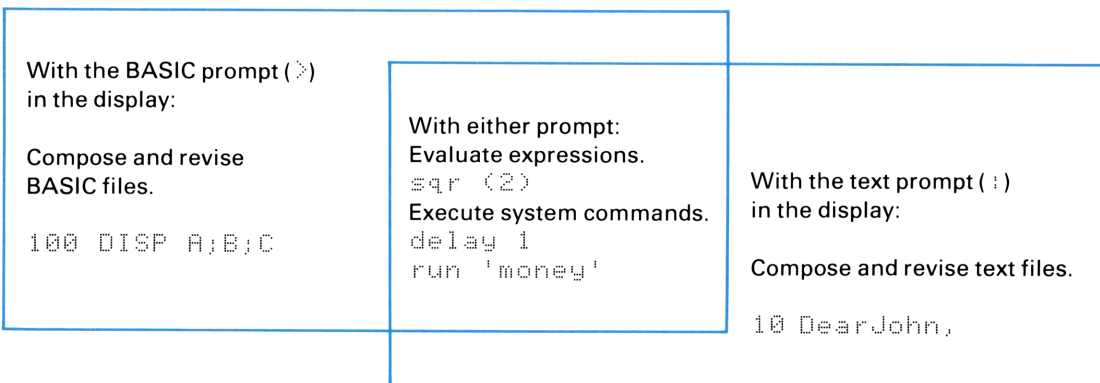 With the BASIC prompt (>)
in the display:
Compose and revise
BASIC files.
100 DISP A;B;C
With either prompt:
Evaluate expressions.
sqr (2)
Execute system commands.
delay 1
run 'money'
With the text prompt (:)
in the display:
Compose and revise text files.
10 DearJohn,